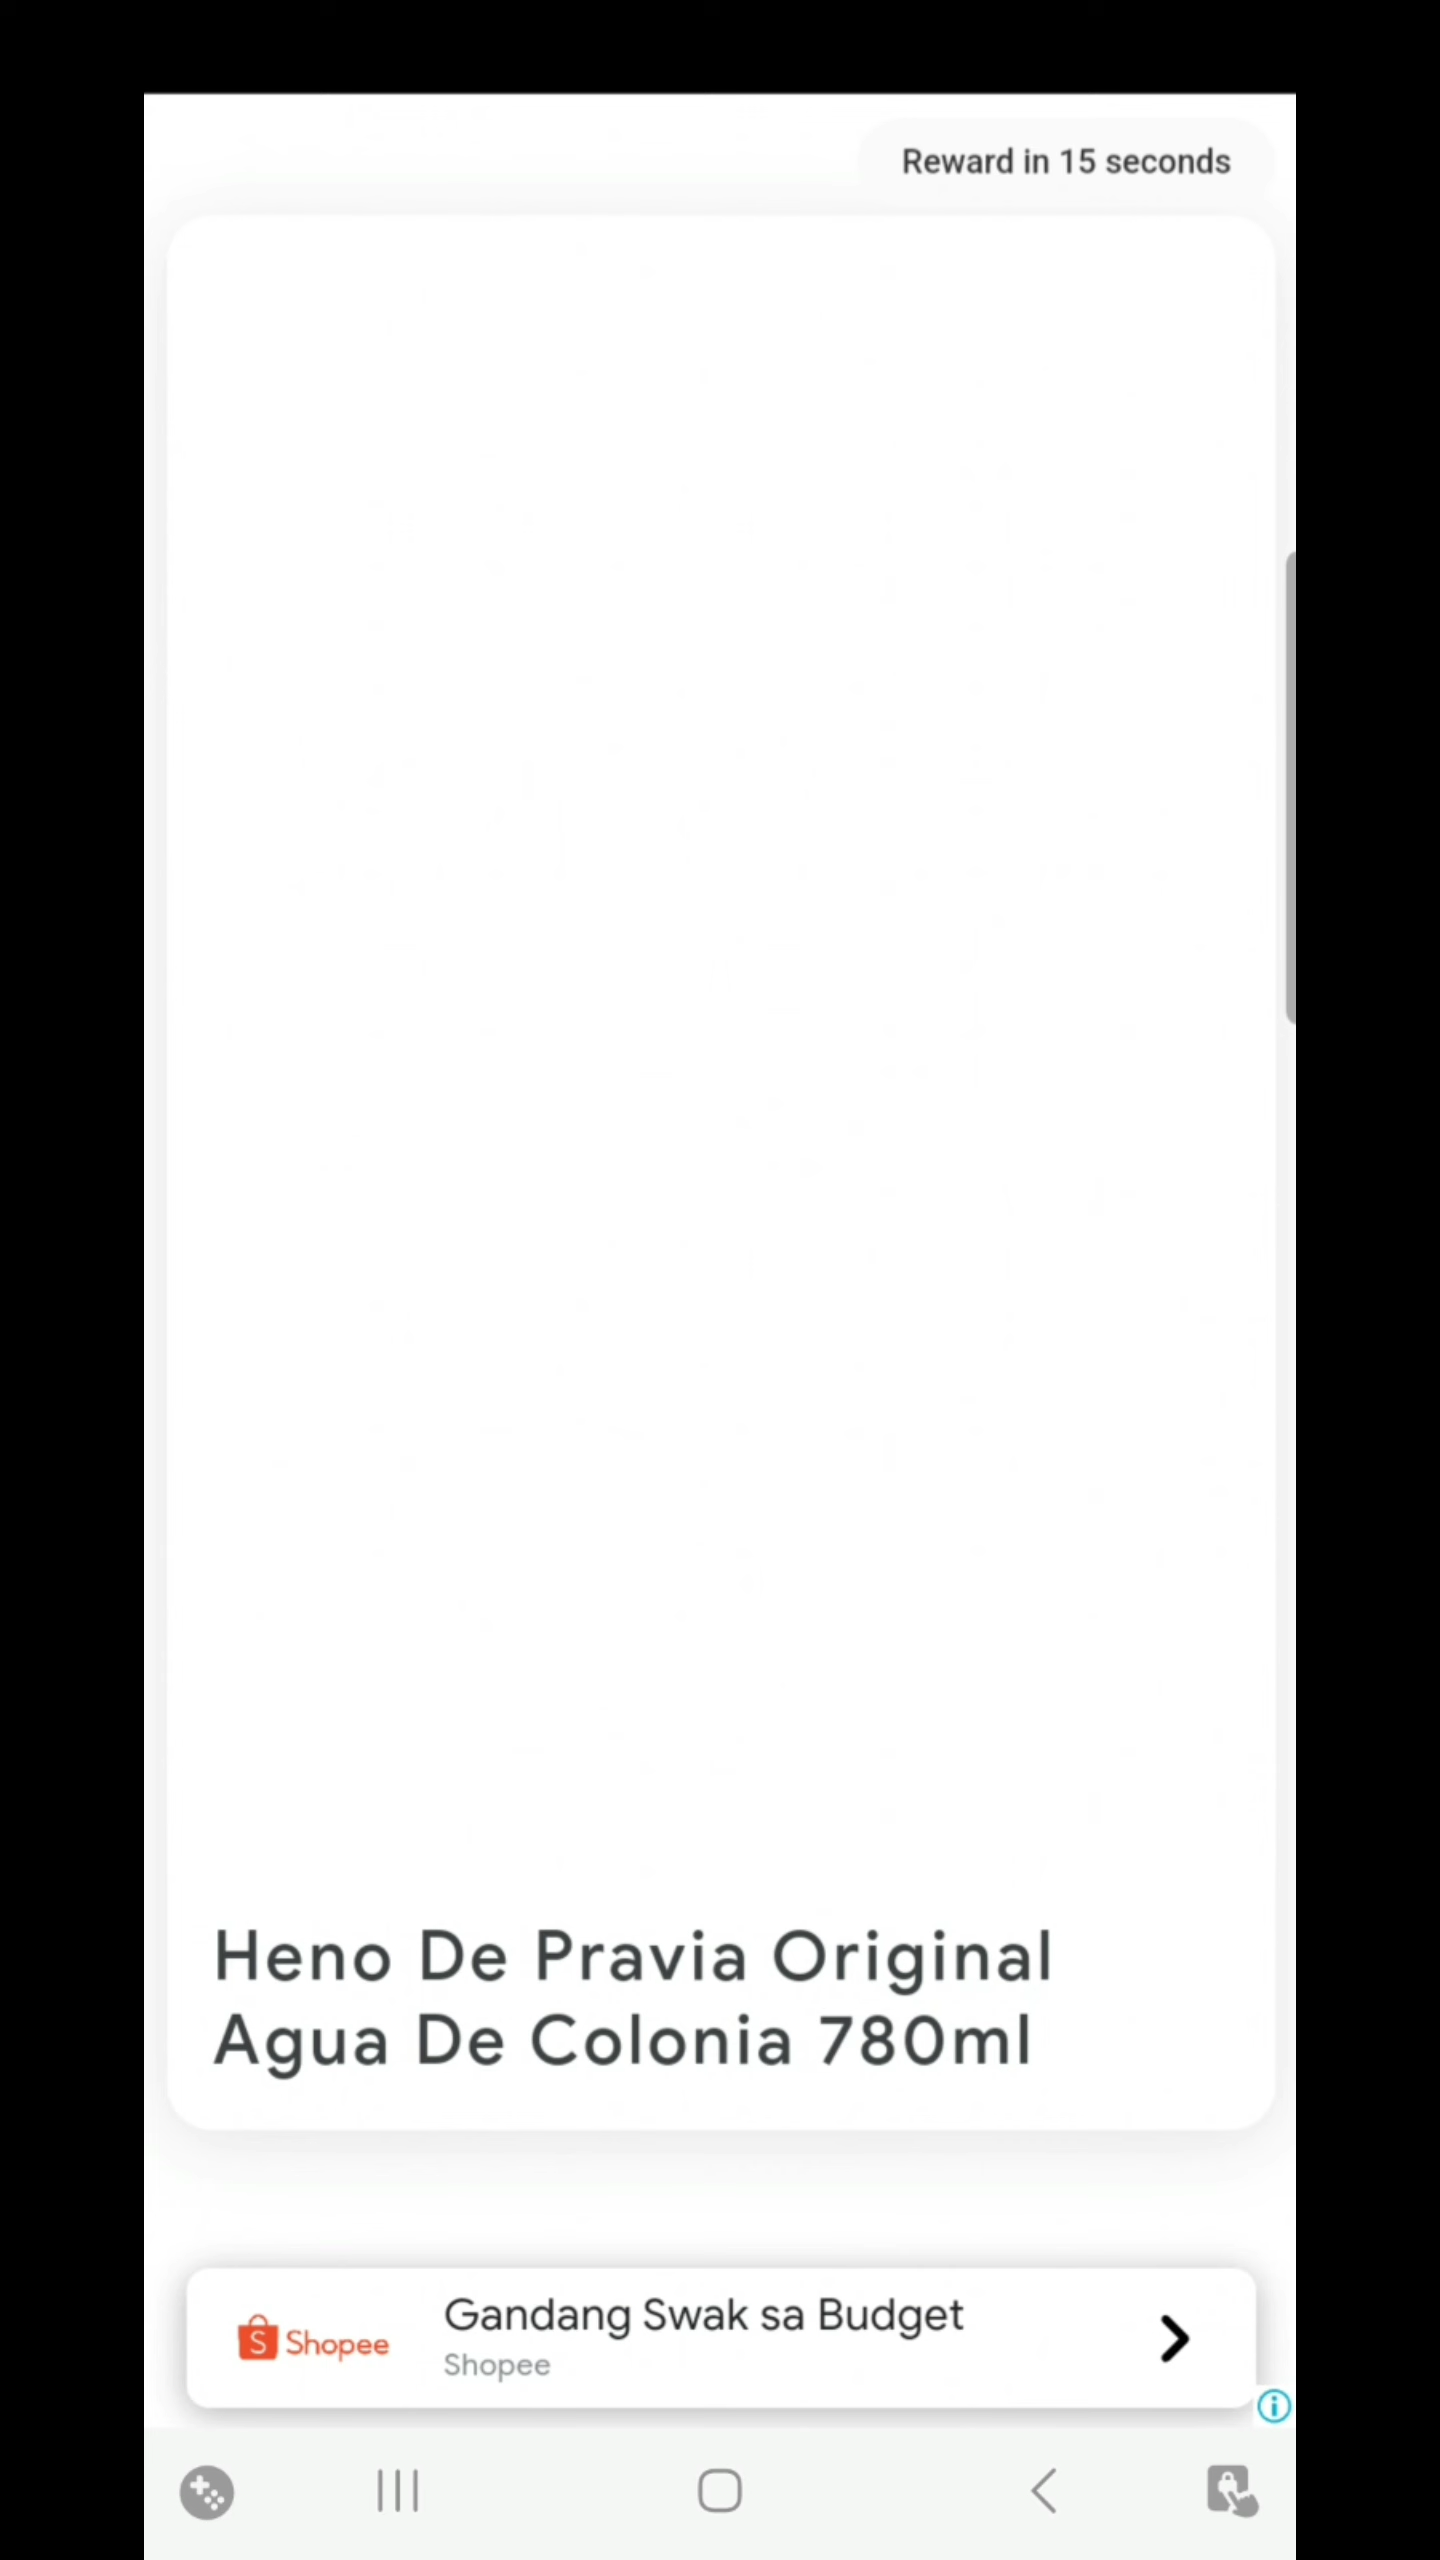 Reward in 15 seconds
Heno De Pravia Original
Agua De Colonia 780ml
Gandang Swak sa Budget
Shopee
Shopee